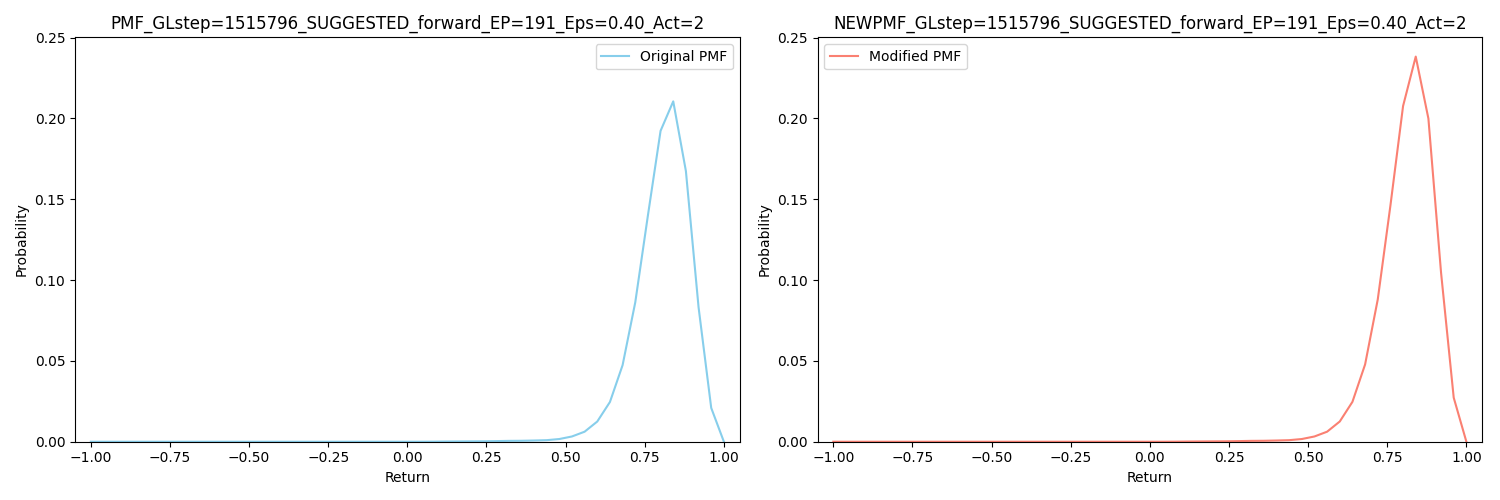 PMF_GLstep=1515796_SUGGESTED_forward_EP=191_Eps=0.40_Act=2
0.25
0.20
0.15
0.10
0.05
0.00
Probability
Original PMF
−1.00 −0.75 −0.50 −0.25 0.00 0.25 0.50 0.75 1.00
Return
NEWPMF_GLstep=1515796_SUGGESTED_forward_EP=191_Eps=0.40_Act=2
0.25
0.20
0.15
0.10
0.05
0.00
Probability
Modified PMF
−1.00 −0.75 −0.50 −0.25 0.00 0.25 0.50 0.75 1.00
Return